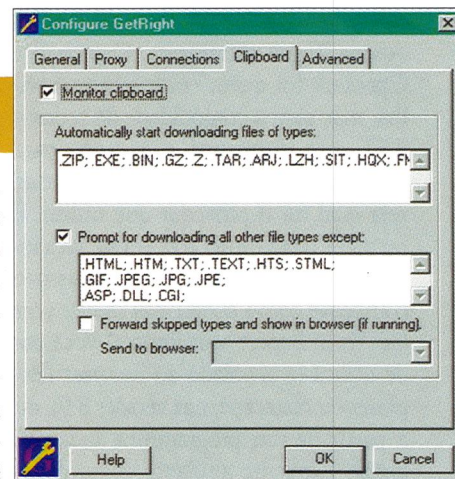 Configure GetRight
General Proxy Connections Clipboard Advanced
Monitor clipboard
Automatically start downloading files of types:
.ZIP; .EXE; .BIN; .GZ; .Z; .TAR; .ARJ; .LZH; .SIT; .HQX;
Prompt for downloading all other file types except:
.HTML; .HTM; .TXT; .TEXT; .HTS; .STML;
.GIF; .JPEG; .JPG; .JPE;
.ASP; .DLL; .CGI;
Forward skipped types and show in browser (if running).
Send to browser:
Help OK Cancel